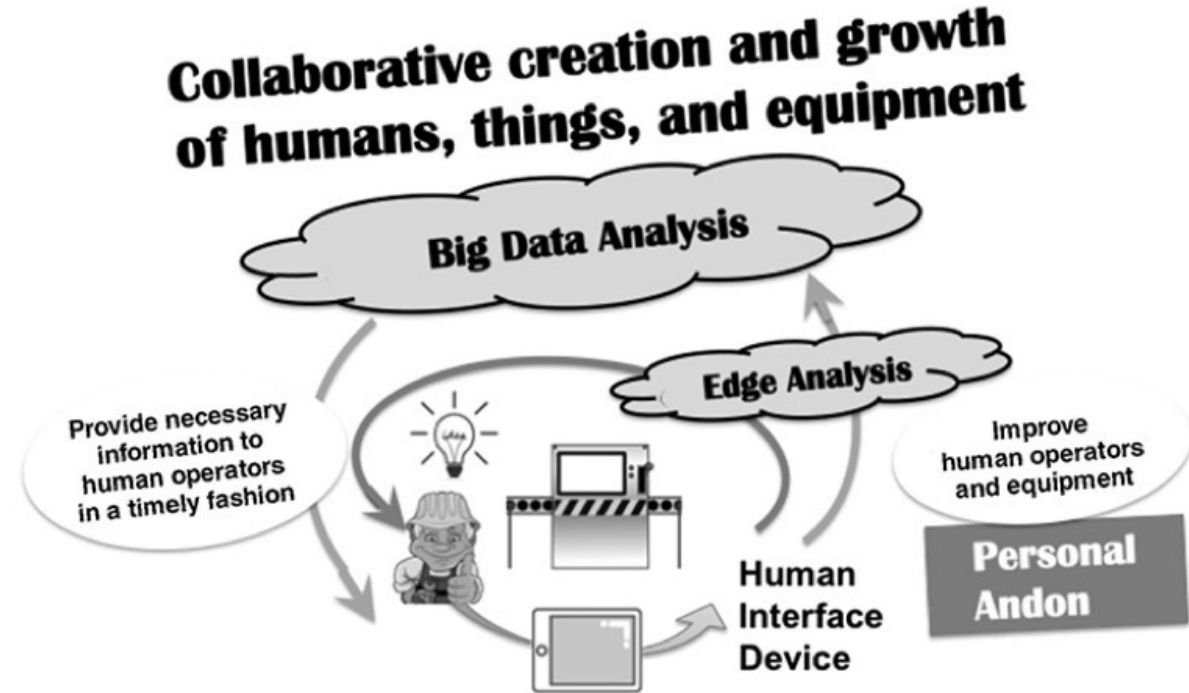 Collaborative creation and growth
of humans, things, and equipment
Big Data Analysis
Edge Analysis
Provide necessary
information to
human operators
in a timely fashion
Improve
human operators
and equipment
Personal
Andon
Human
Interface
Device